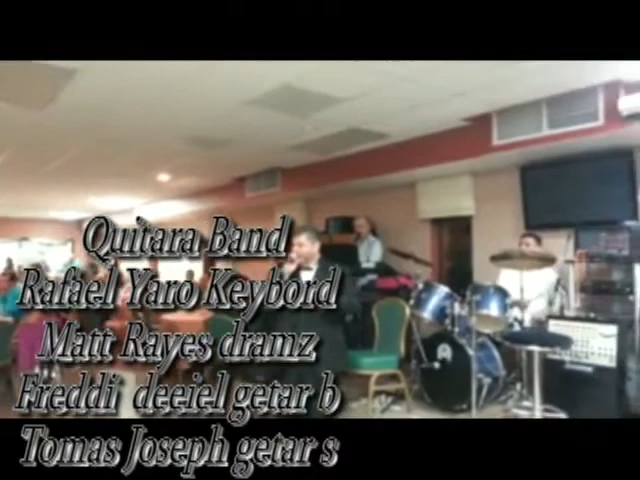 Quitara Band
Rafael Yaro Keybord
Matt Rayes dramz
Freddi deeiel getar b
Tomas Joseph getar s